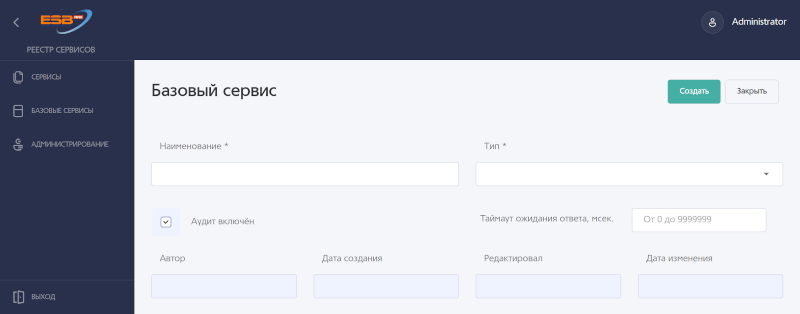 ESB
Administrator
РЕЕСТР СЕРВИСОВ
СЕРВИСЫ
БАЗОВЫЕ СЕРВИСЫ
АДМИНИСТРИРОВАНИЕ
ВЫХОД
Базовый сервис
Создать
Закрыть
Наименование *
Тип *
Аудит включён
Таймаут ожидания ответа, мсек.
От 0 до 9999999
Автор
Дата создания
Редактировал
Дата изменения